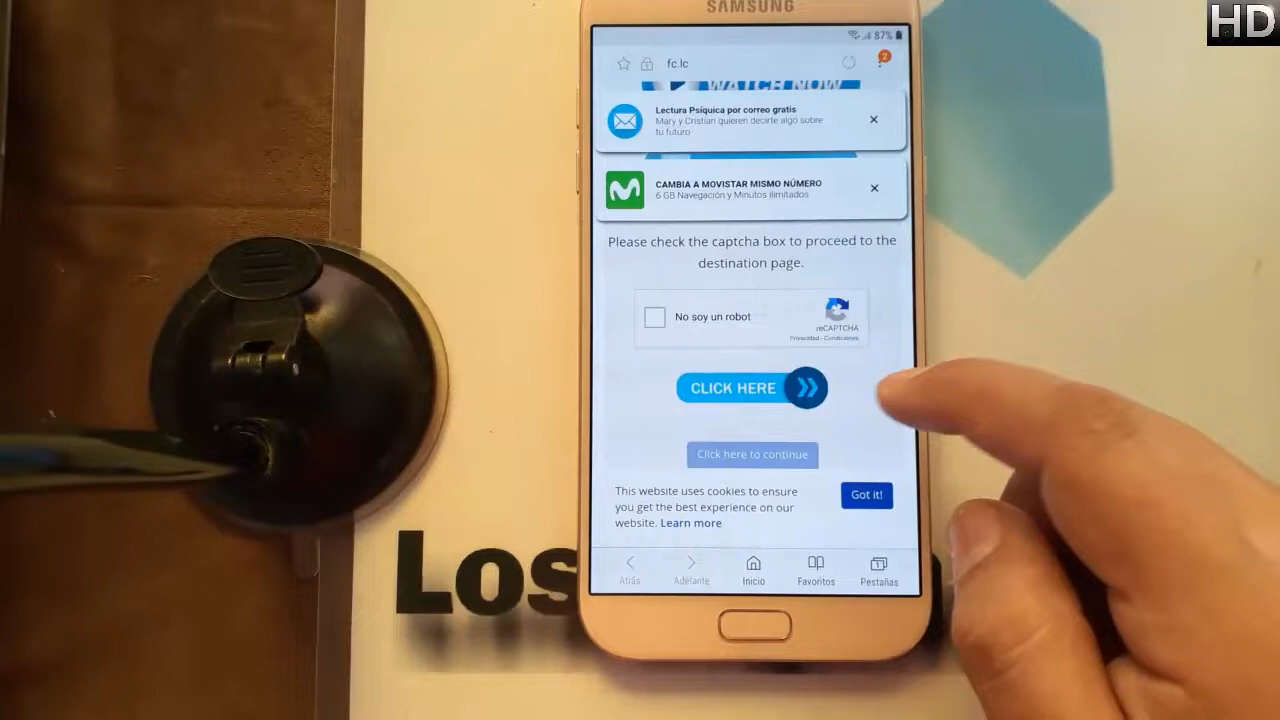 HD
SAMSUNG
87%
fc.lc
2
WATCH NOW
Lectura Psíquica por correo gratis
Mary y Cristian quieren decirte algo sobre
tu futuro
CAMBIA A MOVISTAR MISMO NÚMERO
6 GB Navegación y Minutos ilimitados
Please check the captcha box to proceed to the
destination page.
No soy un robot
reCAPTCHA
Privacidad - Condiciones
CLICK HERE
Click here to continue
This website uses cookies to ensure
you get the best experience on our
website. Learn more
Got it!
Atrás
Adelante
Inicio
Favoritos
1
Pestañas
Los